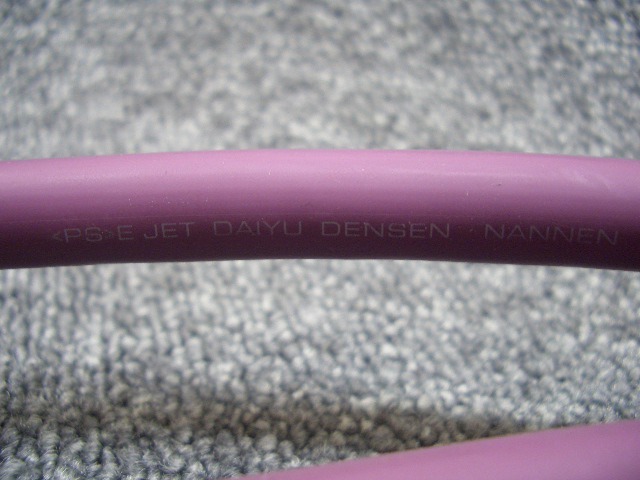 <PS>E JET DAIYU DENSEN NANNEN